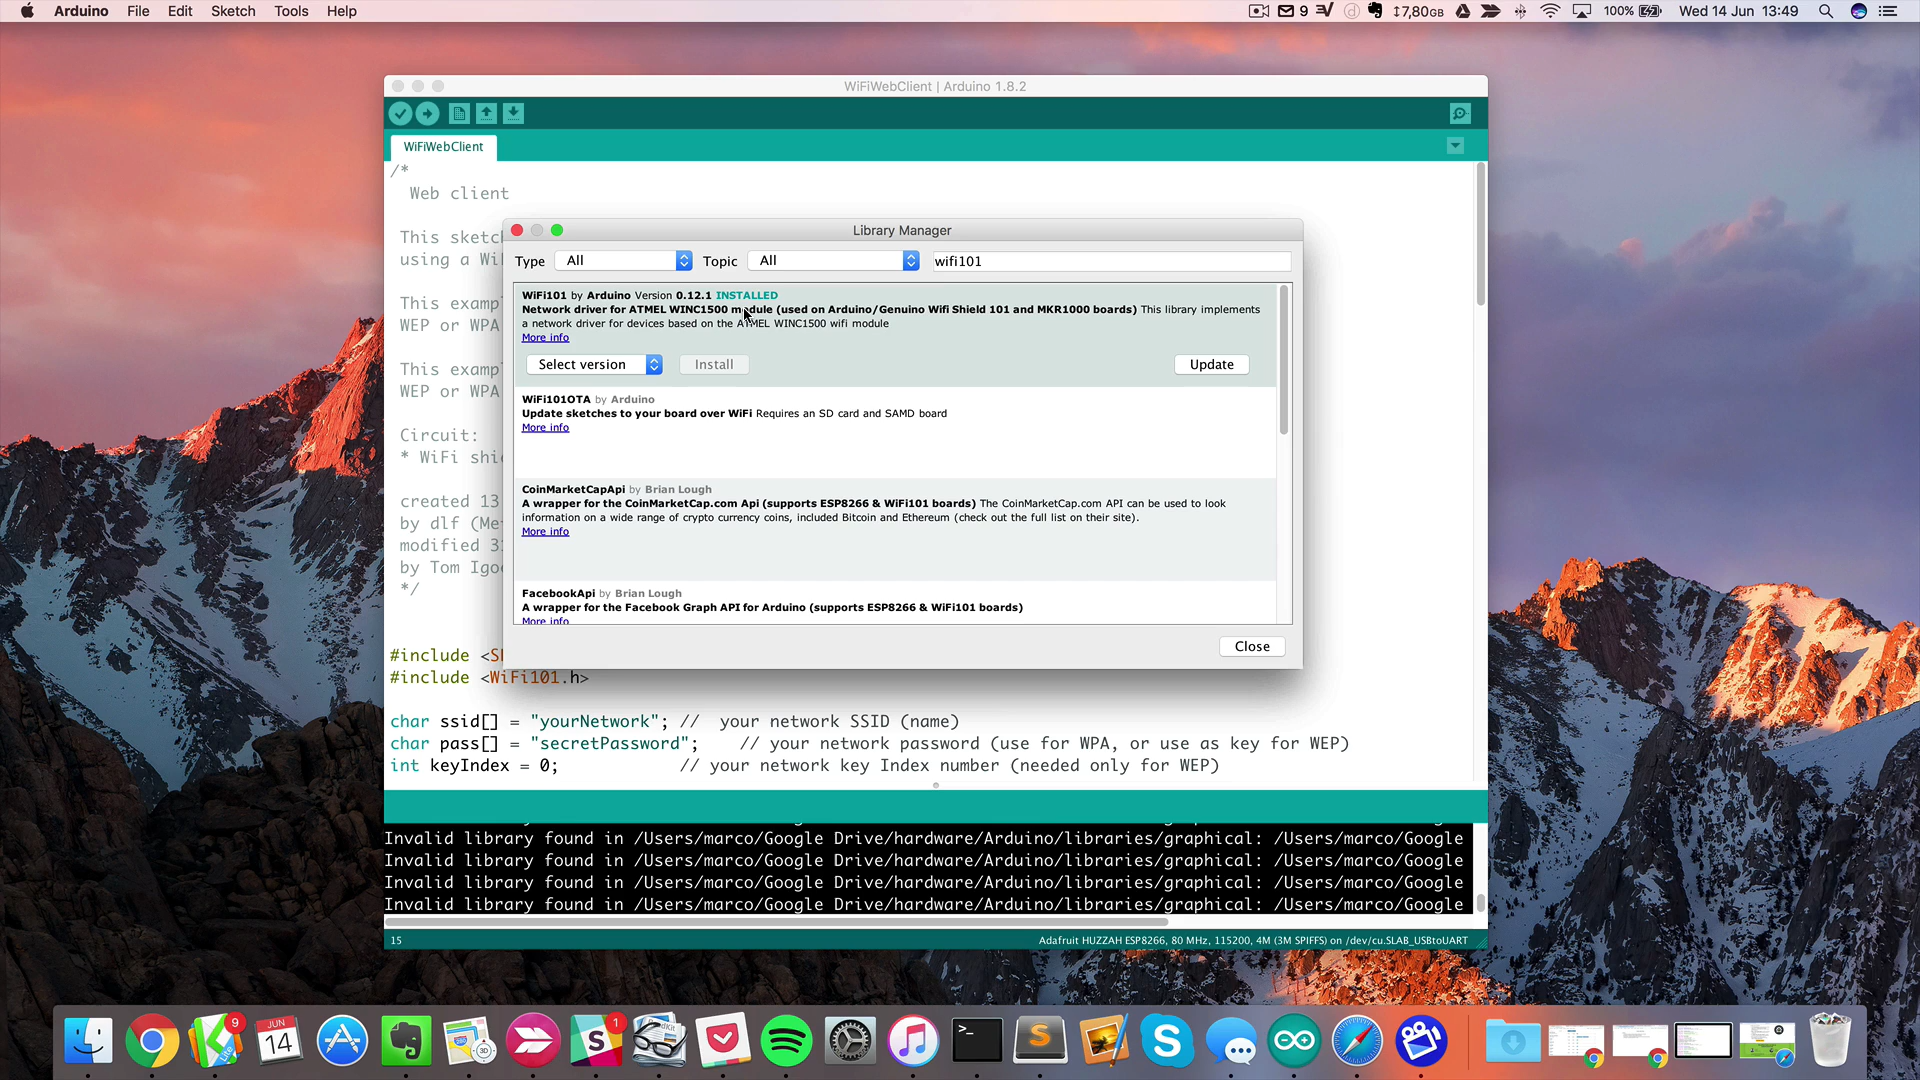 Arduino File Edit Sketch Tools Help
9 7,80GB 100% Wed 14 Jun 13:49
WiFiWebClient | Arduino 1.8.2
WiFiWebClient
/*
Web client
This sketc
using a Wi
This examp
WEP or WPA
This examp
WEP or WPA
Circuit:
* WiFi shie
created 13
by dlf (Met
modified 31
by Tom Igoe
*/
#include <S
#include <WiFi101.h>
char ssid[] = "yourNetwork"; // your network SSID (name)
char pass[] = "secretPassword"; // your network password (use for WPA, or use as key for WEP)
int keyIndex = 0; // your network key Index number (needed only for WEP)
Library Manager
Type All Topic All wifi101
WiFi101 by Arduino Version 0.12.1 INSTALLED
Network driver for ATMEL WINC1500 module (used on Arduino/Genuino Wifi Shield 101 and MKR1000 boards) This library implements
a network driver for devices based on the ATMEL WINC1500 wifi module
More info
Select version Install Update
WiFi101OTA by Arduino
Update sketches to your board over WiFi Requires an SD card and SAMD board
More info
CoinMarketCapApi by Brian Lough
A wrapper for the CoinMarketCap.com Api (supports ESP8266 & WiFi101 boards) The CoinMarketCap.com API can be used to look
information on a wide range of crypto currency coins, included Bitcoin and Ethereum (check out the full list on their site).
More info
FacebookApi by Brian Lough
A wrapper for the Facebook Graph API for Arduino (supports ESP8266 & WiFi101 boards)
More info
Close
Invalid library found in /Users/marco/Google Drive/hardware/Arduino/libraries/graphical: /Users/marco/Google
Invalid library found in /Users/marco/Google Drive/hardware/Arduino/libraries/graphical: /Users/marco/Google
Invalid library found in /Users/marco/Google Drive/hardware/Arduino/libraries/graphical: /Users/marco/Google
Invalid library found in /Users/marco/Google Drive/hardware/Arduino/libraries/graphical: /Users/marco/Google
15 Adafruit HUZZAH ESP8266, 80 MHz, 115200, 4M (3M SPIFFS) on /dev/cu.SLAB_USBtoUART
9 JUN 14 3D 1 >_ S